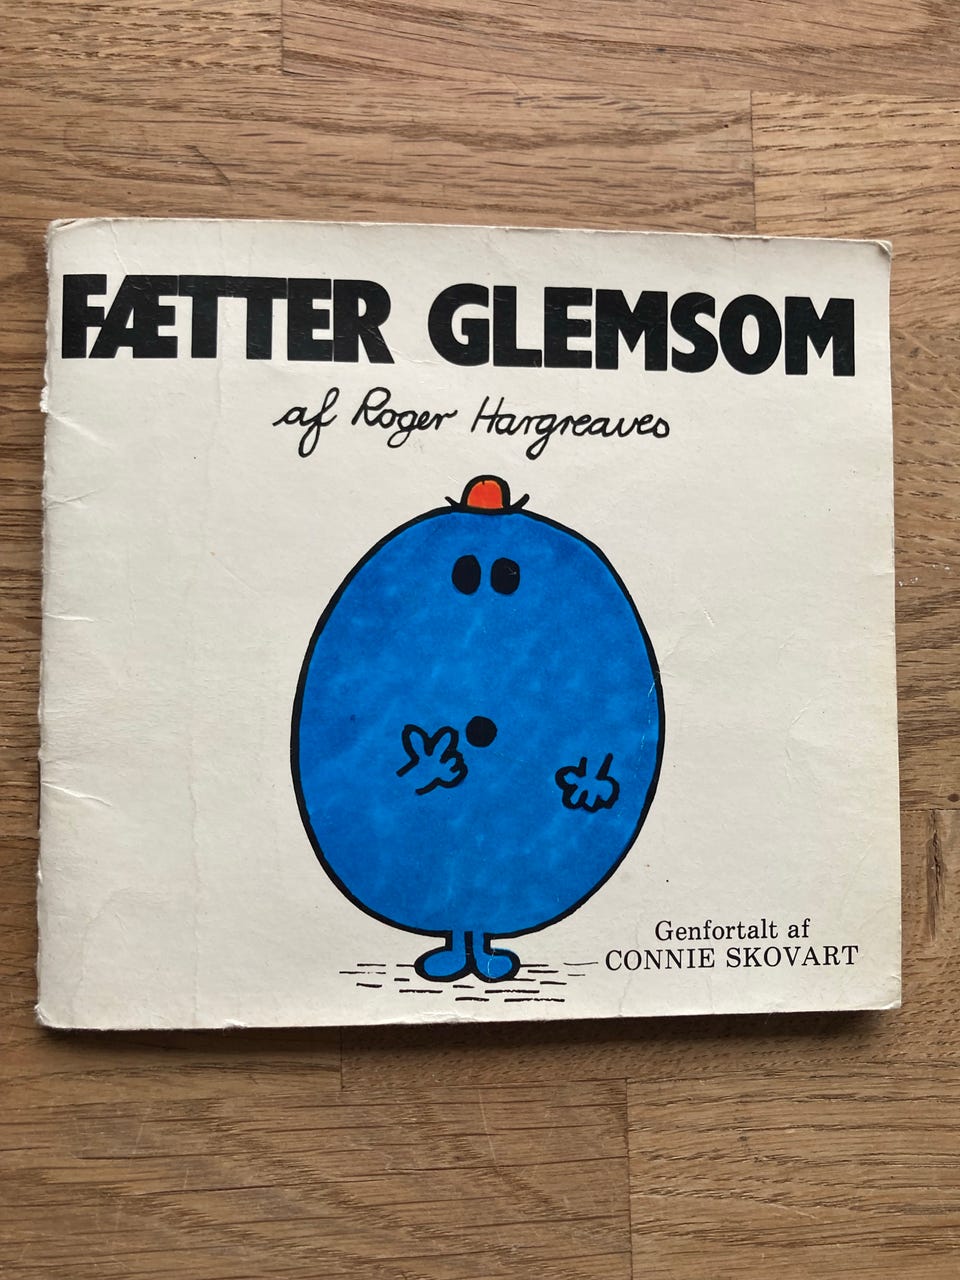 FÆTTER GLEMSOM
af Roger Hargreaves
Genfortalt af
CONNIE SKOVART